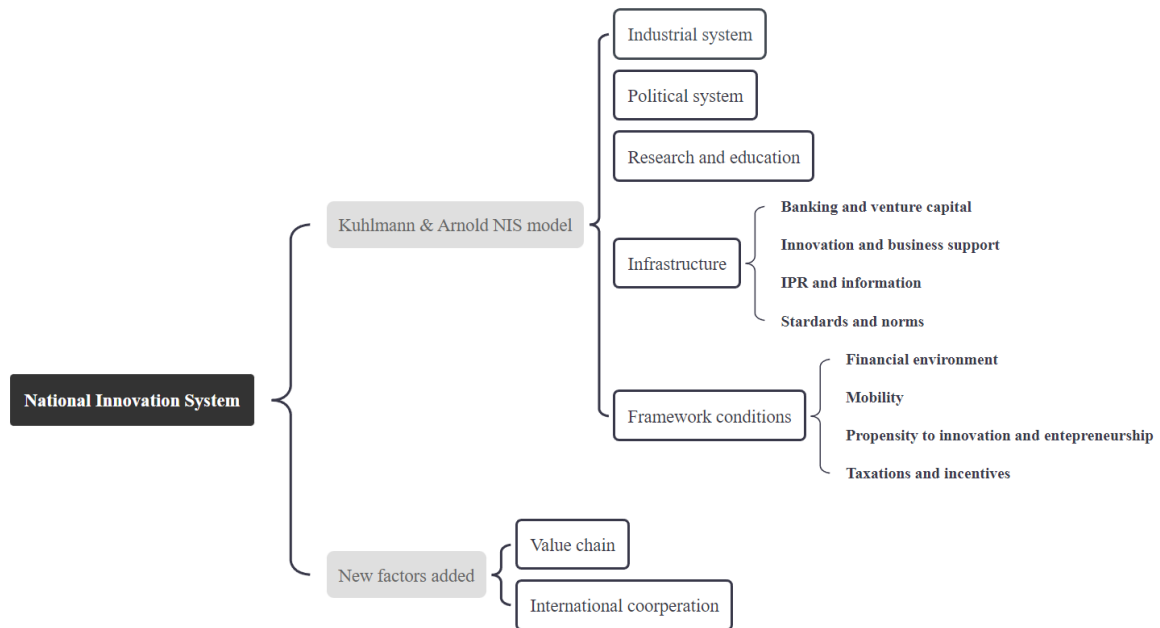 National Innovation System
Kuhlmann & Arnold NIS model
Industrial system
Political system
Research and education
Infrastructure
Banking and venture capital
Innovation and business support
IPR and information
Stardards and norms
Framework conditions
Financial environment
Mobility
Propensity to innovation and entepreneurship
Taxations and incentives
New factors added
Value chain
International coorperation